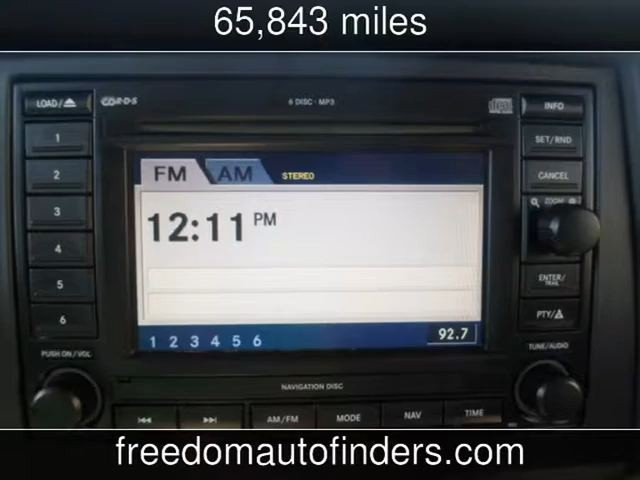 65,843 miles
LOAD/⏏ R·D·S 6 DISC · MP3 INFO
1 SET/RND
2 CANCEL
FM AM STEREO
3 ZOOM
12:11 PM
4
5 ENTER/TRAIL
6 PTY/
1 2 3 4 5 6 92.7
PUSH ON/VOL TUNE/AUDIO
NAVIGATION DISC
AM/FM MODE NAV TIME
freedomautofinders.com